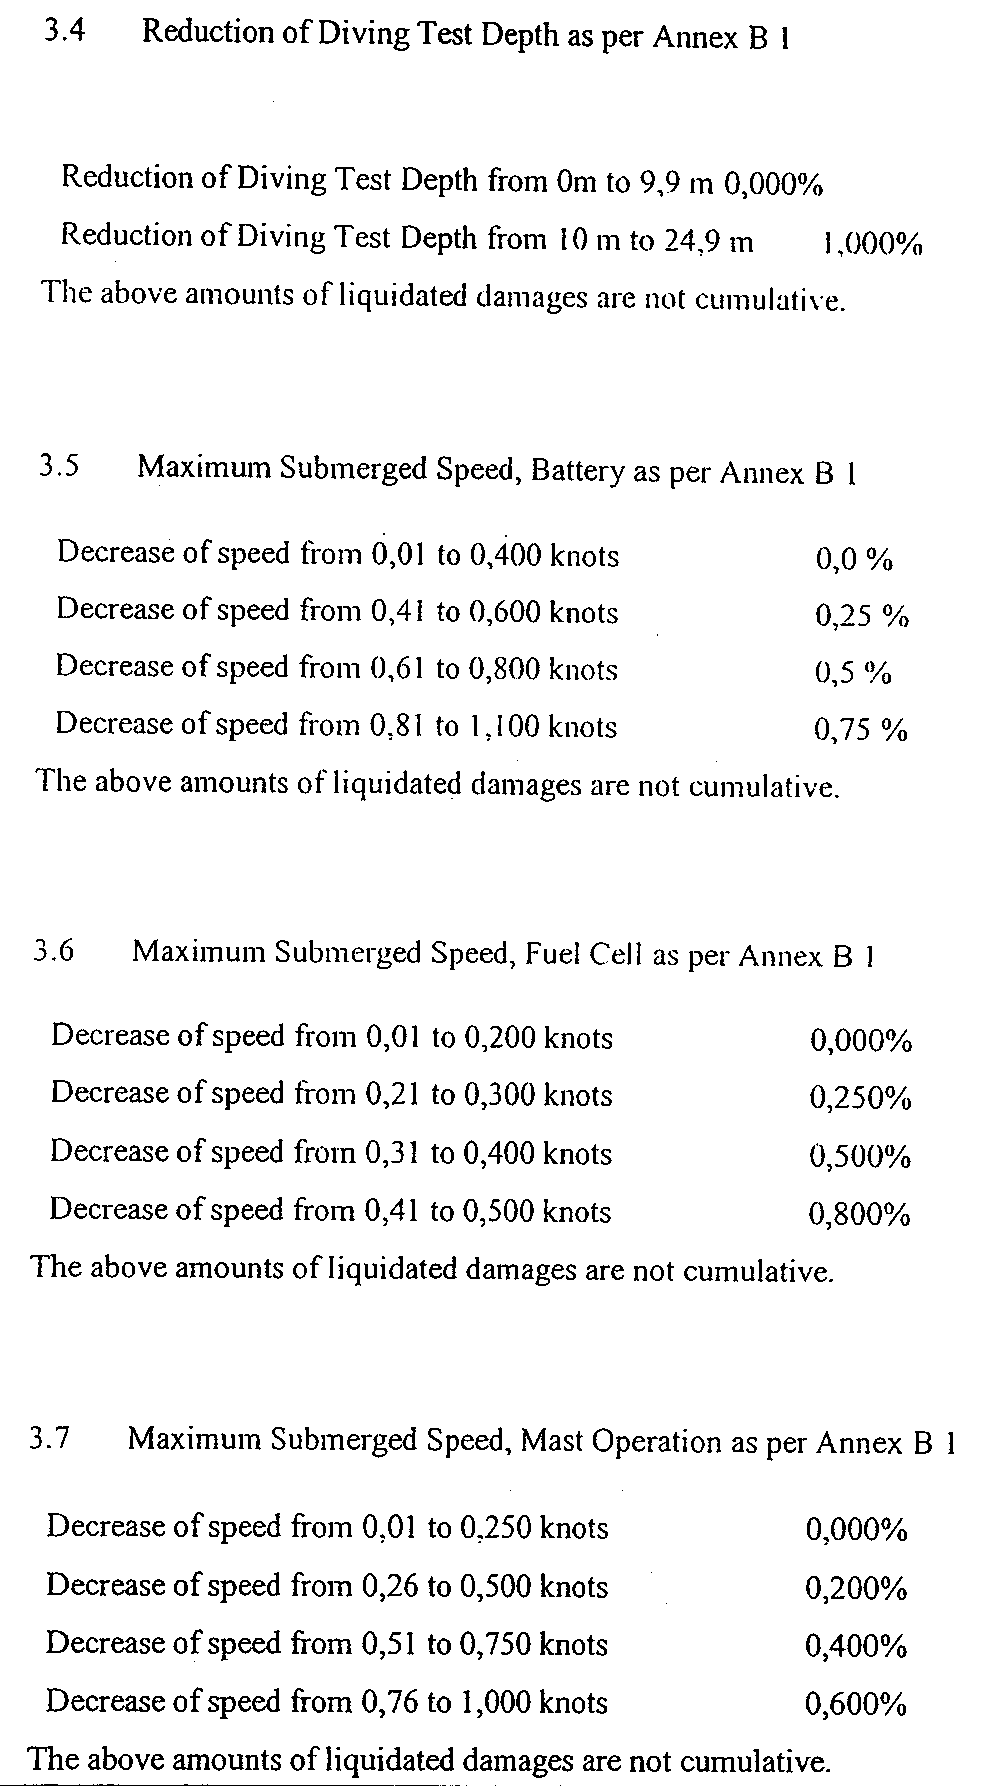 3.4 Reduction of Diving Test Depth as per Annex B 1
Reduction of Diving Test Depth from 0m to 9,9 m 0,000%
Reduction of Diving Test Depth from 10 m to 24,9 m 1,000%
The above amounts of liquidated damages are not cumulative.
3.5 Maximum Submerged Speed, Battery as per Annex B 1
Decrease of speed from 0,01 to 0,400 knots 0,0 %
Decrease of speed from 0,41 to 0,600 knots 0,25 %
Decrease of speed from 0,61 to 0,800 knots 0,5 %
Decrease of speed from 0,81 to 1,100 knots 0,75 %
The above amounts of liquidated damages are not cumulative.
3.6 Maximum Submerged Speed, Fuel Cell as per Annex B 1
Decrease of speed from 0,01 to 0,200 knots 0,000%
Decrease of speed from 0,21 to 0,300 knots 0,250%
Decrease of speed from 0,31 to 0,400 knots 0,500%
Decrease of speed from 0,41 to 0,500 knots 0,800%
The above amounts of liquidated damages are not cumulative.
3.7 Maximum Submerged Speed, Mast Operation as per Annex B 1
Decrease of speed from 0,01 to 0,250 knots 0,000%
Decrease of speed from 0,26 to 0,500 knots 0,200%
Decrease of speed from 0,51 to 0,750 knots 0,400%
Decrease of speed from 0,76 to 1,000 knots 0,600%
The above amounts of liquidated damages are not cumulative.